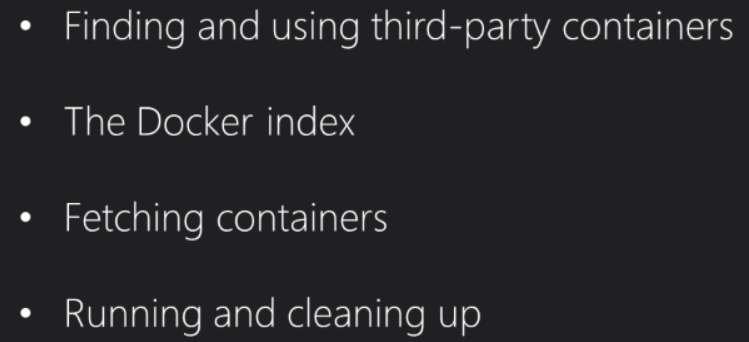 • Finding and using third-party containers
• The Docker index
• Fetching containers
• Running and cleaning up